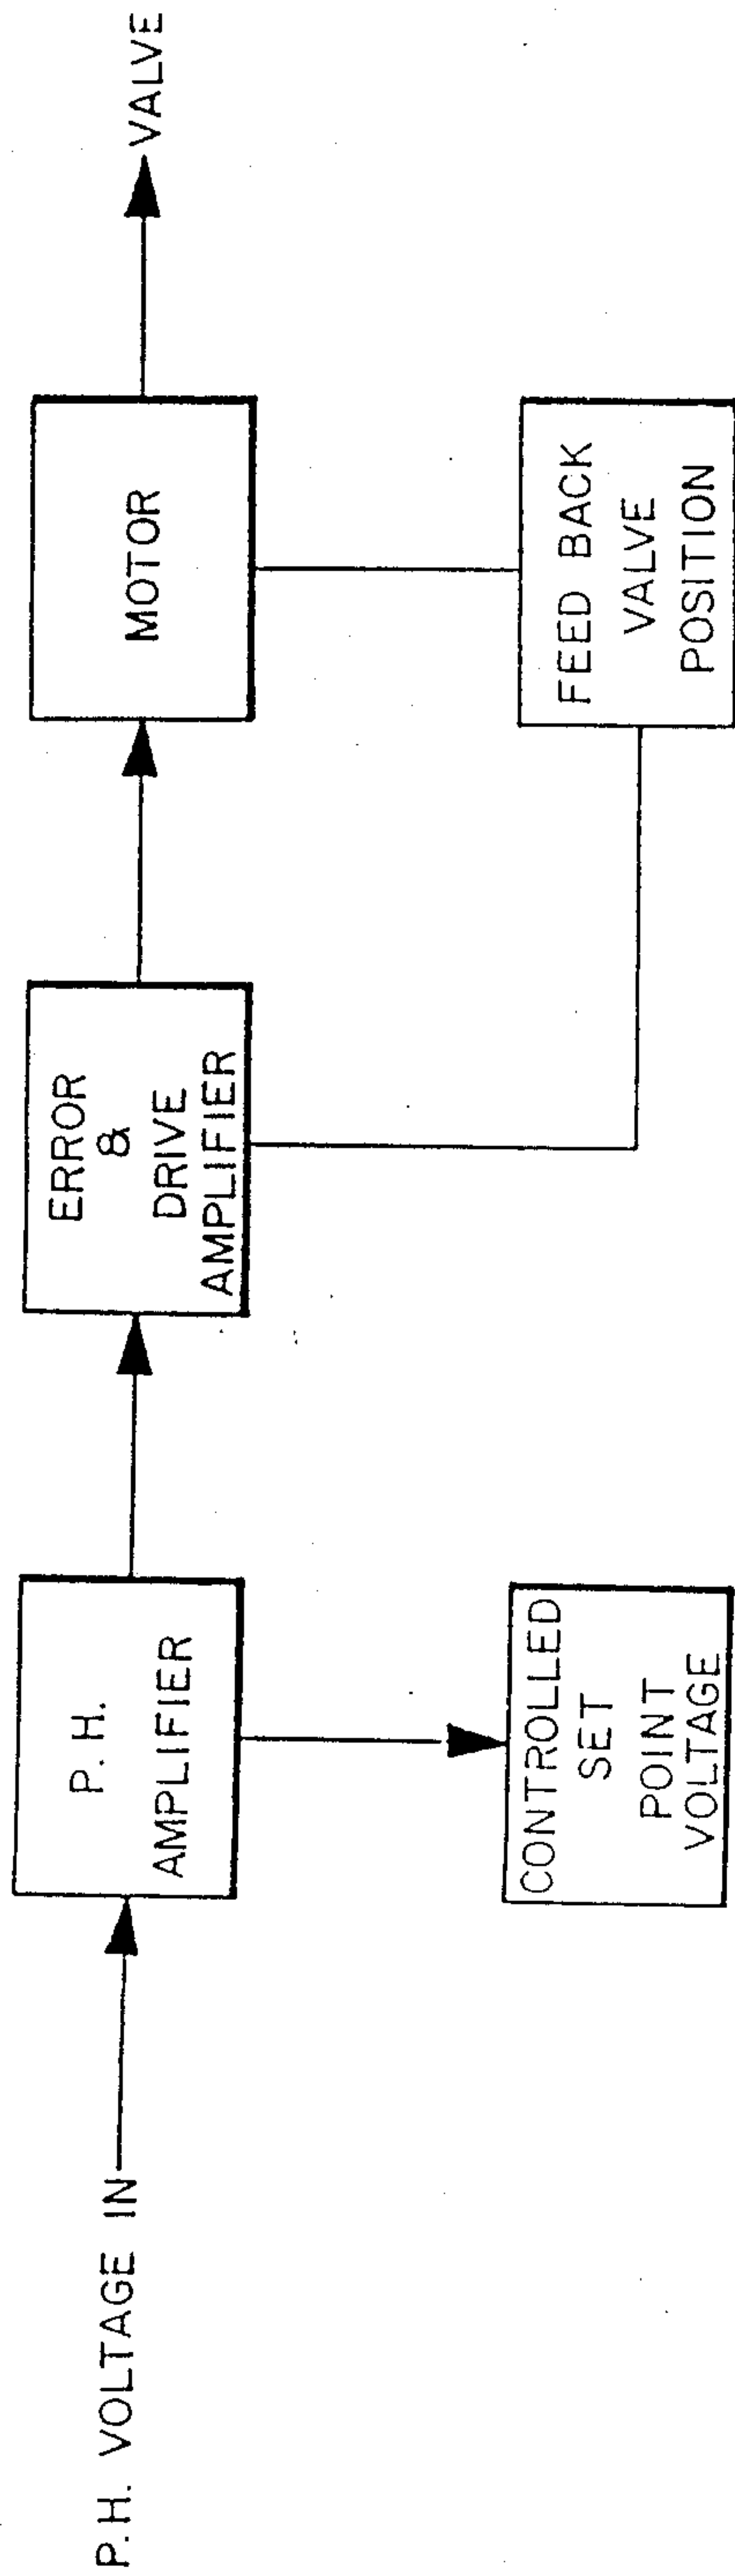 P.H. VOLTAGE IN
P. H.
AMPLIFIER
CONTROLLED
SET
POINT
VOLTAGE
ERROR
&
DRIVE
AMPLIFIER
MOTOR
FEED BACK
VALVE
POSITION
VALVE